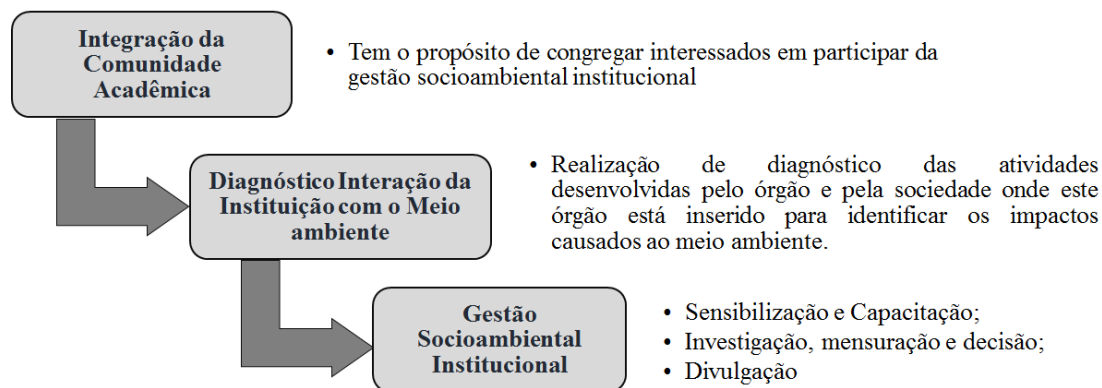 Integração da
Comunidade
Acadêmica
• Tem o propósito de congregar interessados em participar da
gestão socioambiental institucional
Diagnóstico Interação da
Instituição com o Meio
ambiente
• Realização de diagnóstico das atividades
desenvolvidas pelo órgão e pela sociedade onde este
órgão está inserido para identificar os impactos
causados ao meio ambiente.
Gestão
Socioambiental
Institucional
• Sensibilização e Capacitação;
• Investigação, mensuração e decisão;
• Divulgação